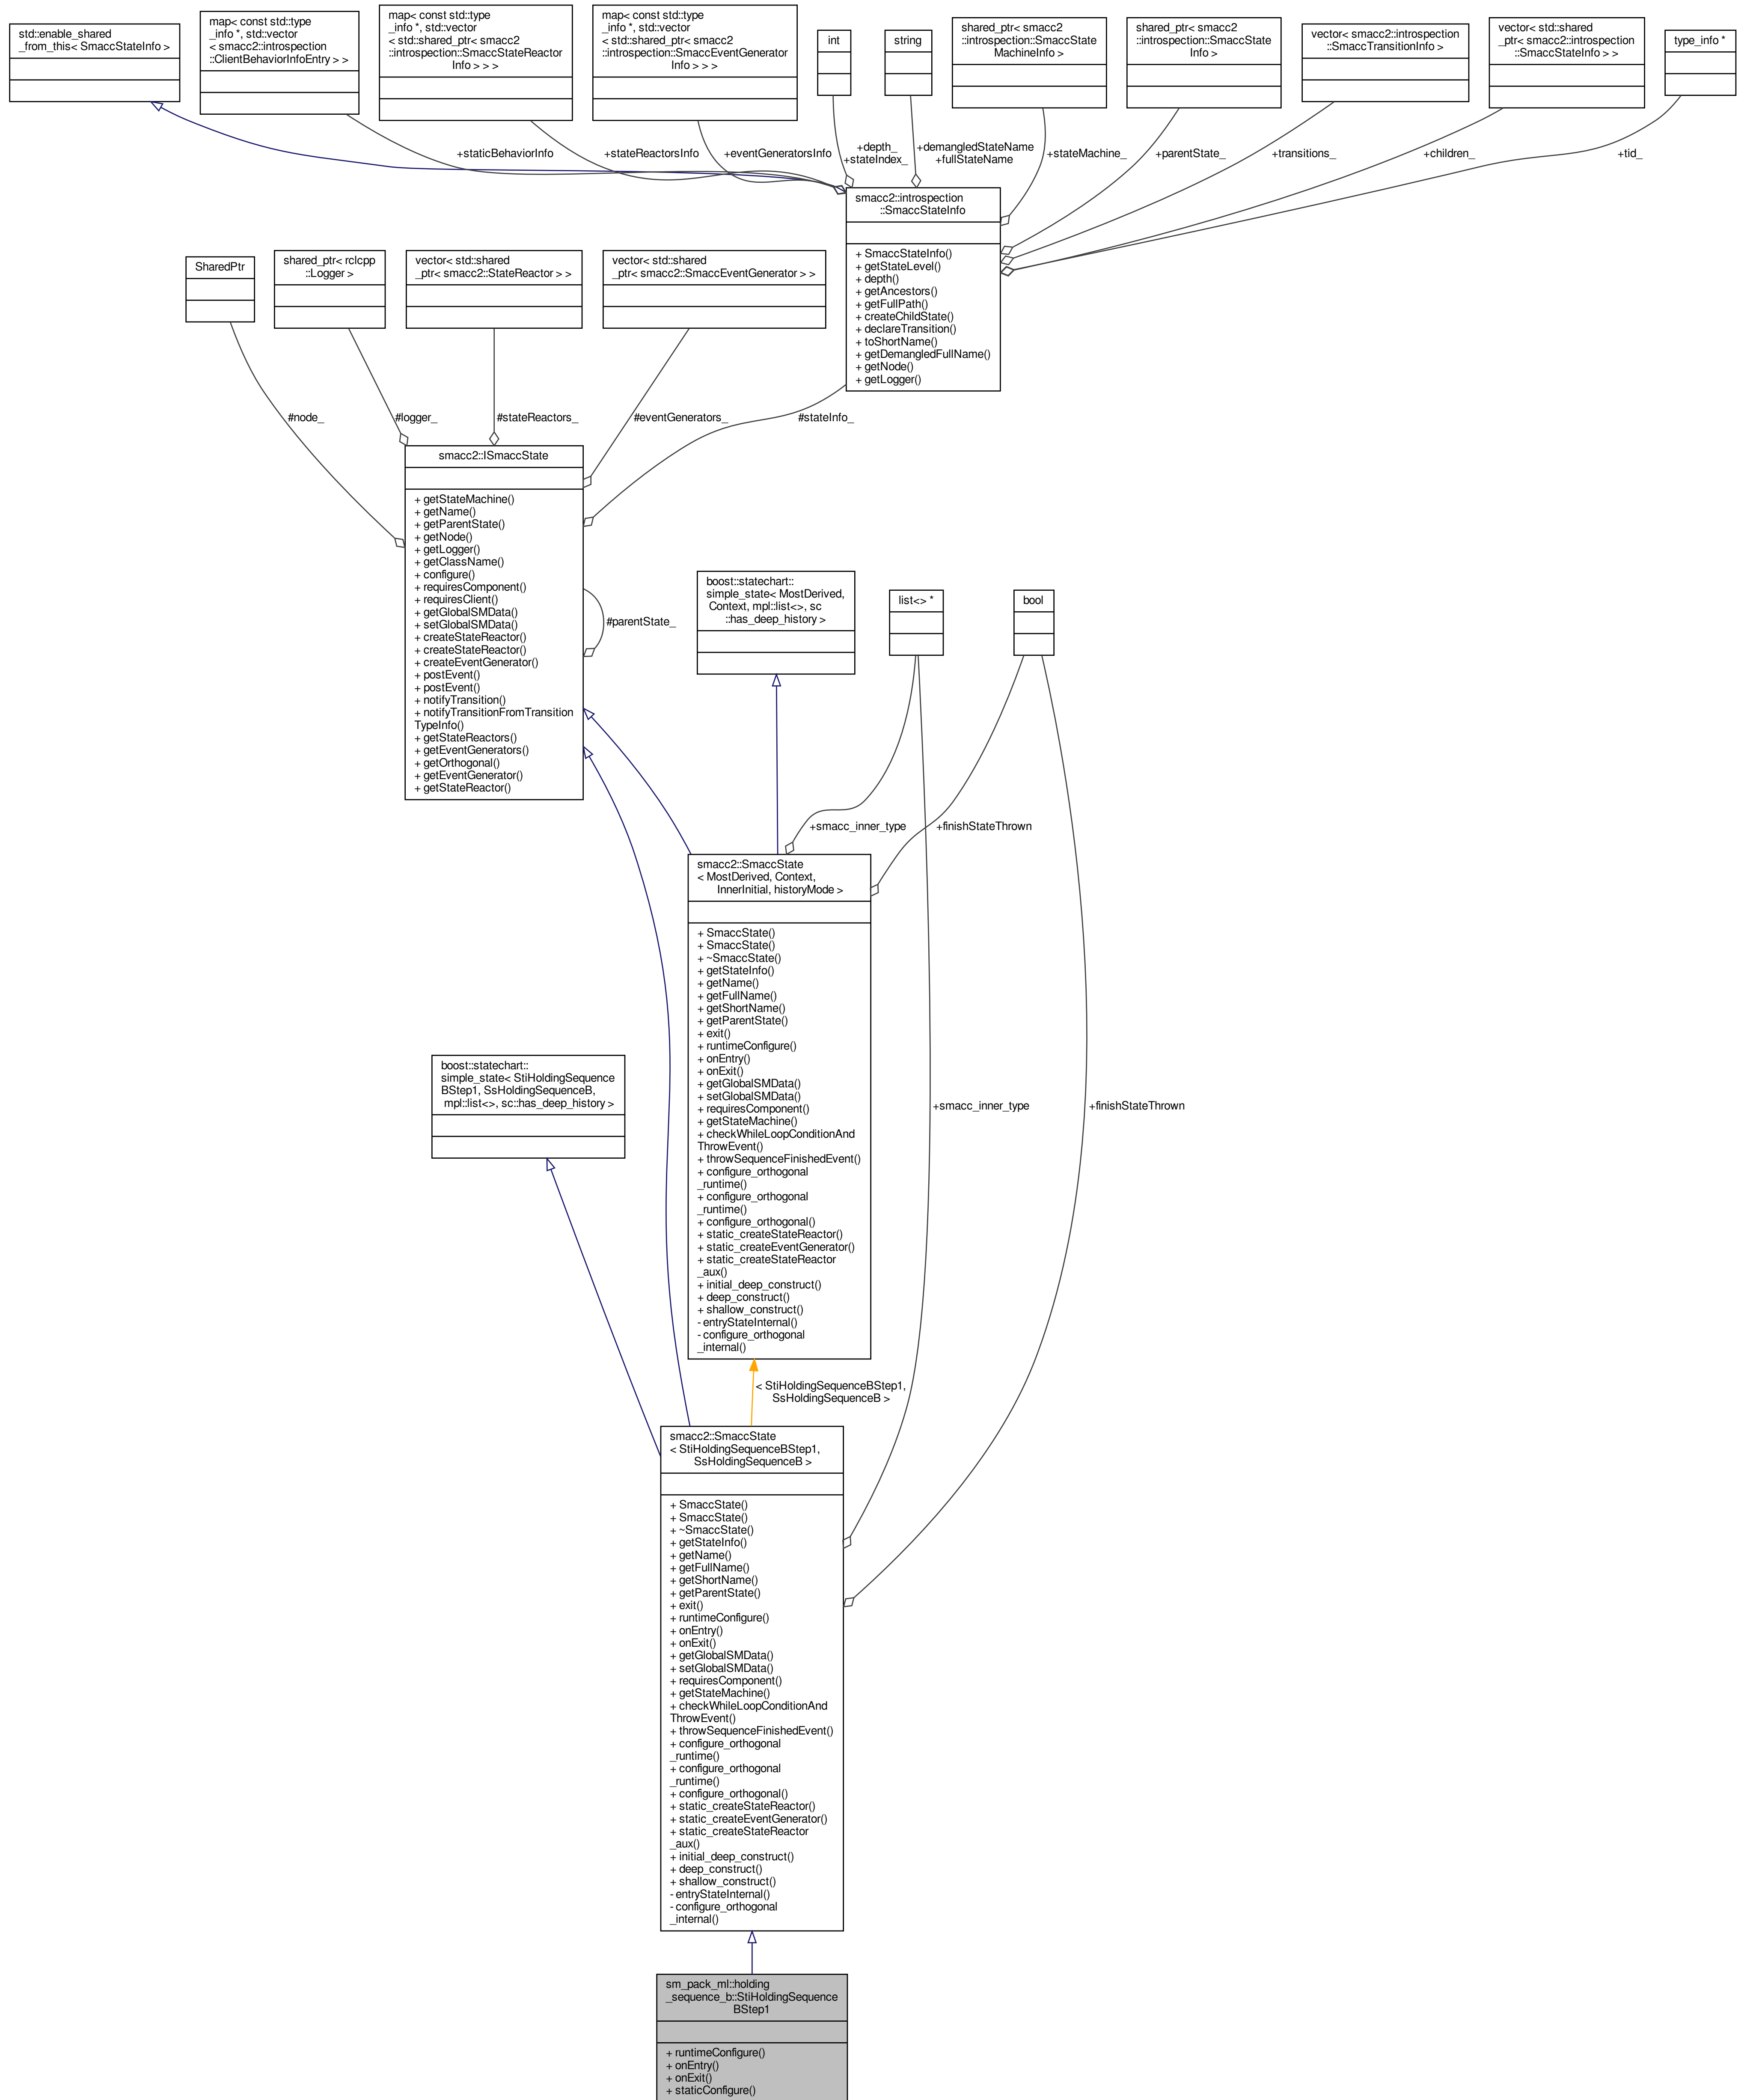 std::enable_shared
_from_this< SmaccStateInfo >
map< const std::type
_info *, std::vector
< smacc2::introspection
::ClientBehaviorInfoEntry > >
map< const std::type
_info *, std::vector
< std::shared_ptr< smacc2
::introspection::SmaccStateReactor
Info > > >
map< const std::type
_info *, std::vector
< std::shared_ptr< smacc2
::introspection::SmaccEventGenerator
Info > > >
int
string
shared_ptr< smacc2
::introspection::SmaccState
MachineInfo >
shared_ptr< smacc2
::introspection::SmaccState
Info >
vector< smacc2::introspection
::SmaccTransitionInfo >
vector< std::shared
_ptr< smacc2::introspection
::SmaccStateInfo > >
type_info *
+staticBehaviorInfo
+stateReactorsInfo
+eventGeneratorsInfo
+depth_
+stateIndex_
+demangledStateName
+fullStateName
+stateMachine_
+parentState_
+transitions_
+children_
+tid_
smacc2::introspection
::SmaccStateInfo
+ SmaccStateInfo()
+ getStateLevel()
+ depth()
+ getAncestors()
+ getFullPath()
+ createChildState()
+ declareTransition()
+ toShortName()
+ getDemangledFullName()
+ getNode()
+ getLogger()
SharedPtr
shared_ptr< rclcpp
::Logger >
vector< std::shared
_ptr< smacc2::StateReactor > >
vector< std::shared
_ptr< smacc2::SmaccEventGenerator > >
#node_
#logger_
#stateReactors_
#eventGenerators_
#stateInfo_
smacc2::ISmaccState
+ getStateMachine()
+ getName()
+ getParentState()
+ getNode()
+ getLogger()
+ getClassName()
+ configure()
+ requiresComponent()
+ requiresClient()
+ getGlobalSMData()
+ setGlobalSMData()
+ createStateReactor()
+ createStateReactor()
+ createEventGenerator()
+ postEvent()
+ postEvent()
+ notifyTransition()
+ notifyTransitionFromTransition
TypeInfo()
+ getStateReactors()
+ getEventGenerators()
+ getOrthogonal()
+ getEventGenerator()
+ getStateReactor()
#parentState_
boost::statechart::
simple_state< MostDerived,
Context, mpl::list<>, sc
::has_deep_history >
list<> *
bool
+smacc_inner_type
+finishStateThrown
smacc2::SmaccState
< MostDerived, Context,
InnerInitial, historyMode >
+ SmaccState()
+ SmaccState()
+ ~SmaccState()
+ getStateInfo()
+ getName()
+ getFullName()
+ getShortName()
+ getParentState()
+ exit()
+ runtimeConfigure()
+ onEntry()
+ onExit()
+ getGlobalSMData()
+ setGlobalSMData()
+ requiresComponent()
+ getStateMachine()
+ checkWhileLoopConditionAnd
ThrowEvent()
+ throwSequenceFinishedEvent()
+ configure_orthogonal
_runtime()
+ configure_orthogonal
_runtime()
+ configure_orthogonal()
+ static_createStateReactor()
+ static_createEventGenerator()
+ static_createStateReactor
_aux()
+ initial_deep_construct()
+ deep_construct()
+ shallow_construct()
- entryStateInternal()
- configure_orthogonal
_internal()
boost::statechart::
simple_state< StiHoldingSequence
BStep1, SsHoldingSequenceB,
mpl::list<>, sc::has_deep_history >
+smacc_inner_type
+finishStateThrown
< StiHoldingSequenceBStep1,
SsHoldingSequenceB >
smacc2::SmaccState
< StiHoldingSequenceBStep1,
SsHoldingSequenceB >
+ SmaccState()
+ SmaccState()
+ ~SmaccState()
+ getStateInfo()
+ getName()
+ getFullName()
+ getShortName()
+ getParentState()
+ exit()
+ runtimeConfigure()
+ onEntry()
+ onExit()
+ getGlobalSMData()
+ setGlobalSMData()
+ requiresComponent()
+ getStateMachine()
+ checkWhileLoopConditionAnd
ThrowEvent()
+ throwSequenceFinishedEvent()
+ configure_orthogonal
_runtime()
+ configure_orthogonal
_runtime()
+ configure_orthogonal()
+ static_createStateReactor()
+ static_createEventGenerator()
+ static_createStateReactor
_aux()
+ initial_deep_construct()
+ deep_construct()
+ shallow_construct()
- entryStateInternal()
- configure_orthogonal
_internal()
sm_pack_ml::holding
_sequence_b::StiHoldingSequence
BStep1
+ runtimeConfigure()
+ onEntry()
+ onExit()
+ staticConfigure()